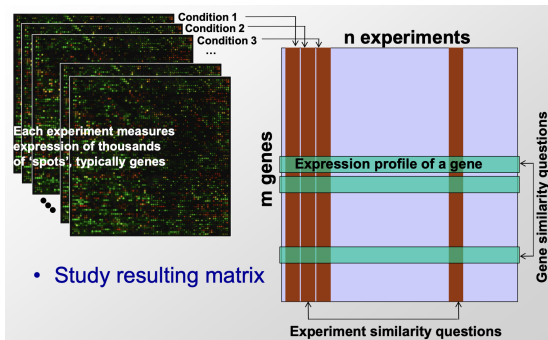 Condition 1
Condition 2
Condition 3
...
n experiments
Each experiment measures
expression of thousands
of ‘spots’, typically genes
m genes
Expression profile of a gene
Gene similarity questions
• Study resulting matrix
Experiment similarity questions